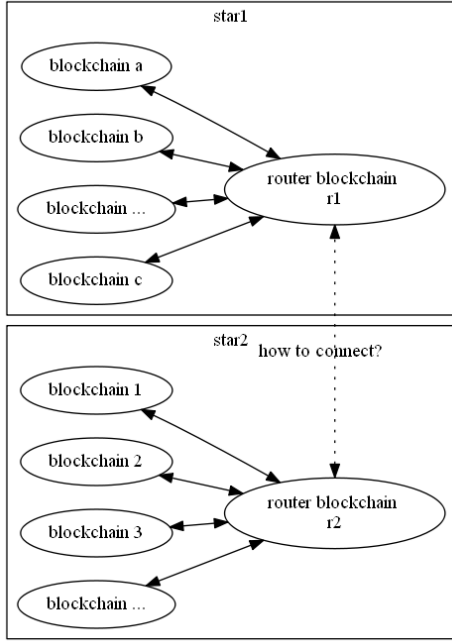 star1
blockchain a
blockchain b
blockchain ...
blockchain c
router blockchain
r1
how to connect?
star2
blockchain 1
blockchain 2
blockchain 3
blockchain ...
router blockchain
r2